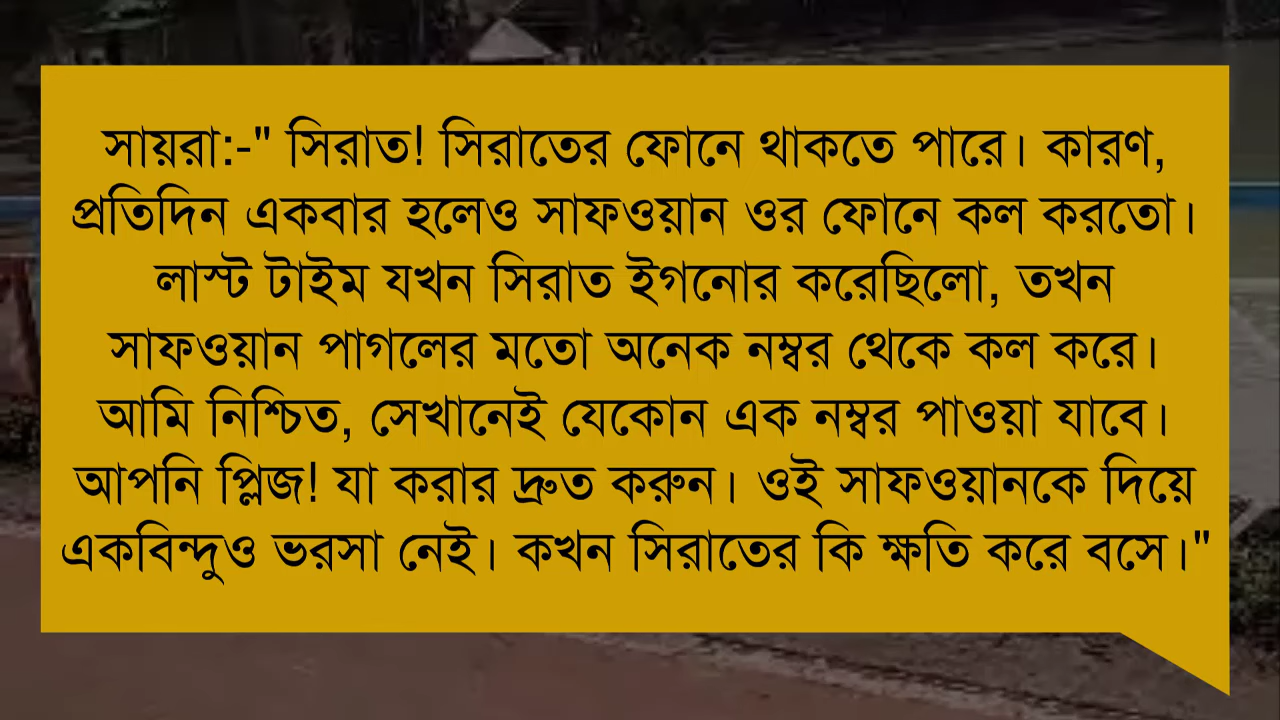 সায়রা:-" সিরাত! সিরাতের ফোনে থাকতে পারে। কারণ,
প্রতিদিন একবার হলেও সাফওয়ান ওর ফোনে কল করতো।
লাস্ট টাইম যখন সিরাত ইগনোর করেছিলো, তখন
সাফওয়ান পাগলের মতো অনেক নম্বর থেকে কল করে।
আমি নিশ্চিত, সেখানেই যেকোন এক নম্বর পাওয়া যাবে।
আপনি প্লিজ! যা করার দ্রুত করুন। ওই সাফওয়ানকে দিয়ে
একবিন্দুও ভরসা নেই। কখন সিরাতের কি ক্ষতি করে বসে।"